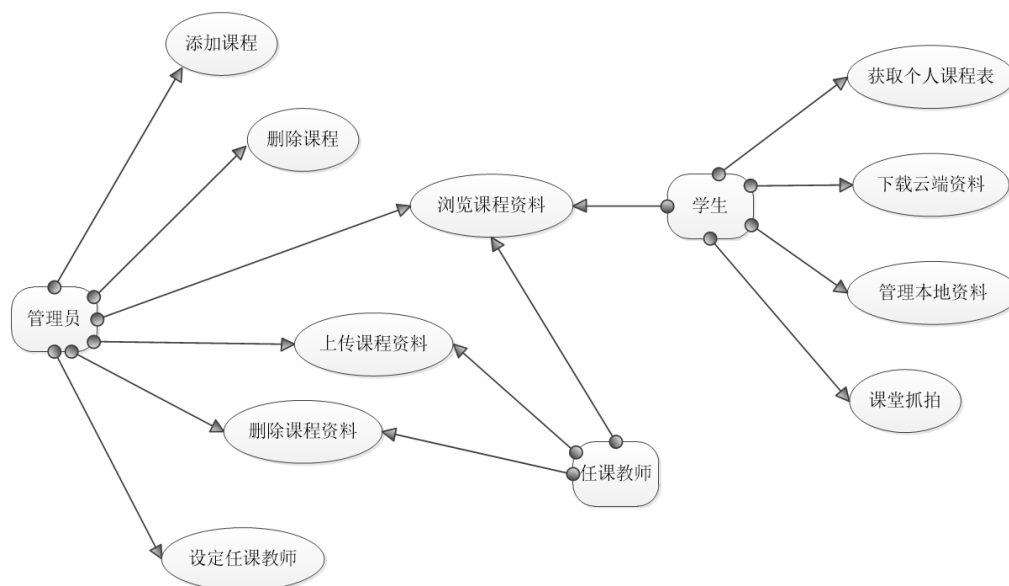 添加课程
获取个人课程表
删除课程
下载云端资料
浏览课程资料
学生
管理本地资料
管理员
上传课程资料
课堂抓拍
删除课程资料
任课教师
设定任课教师